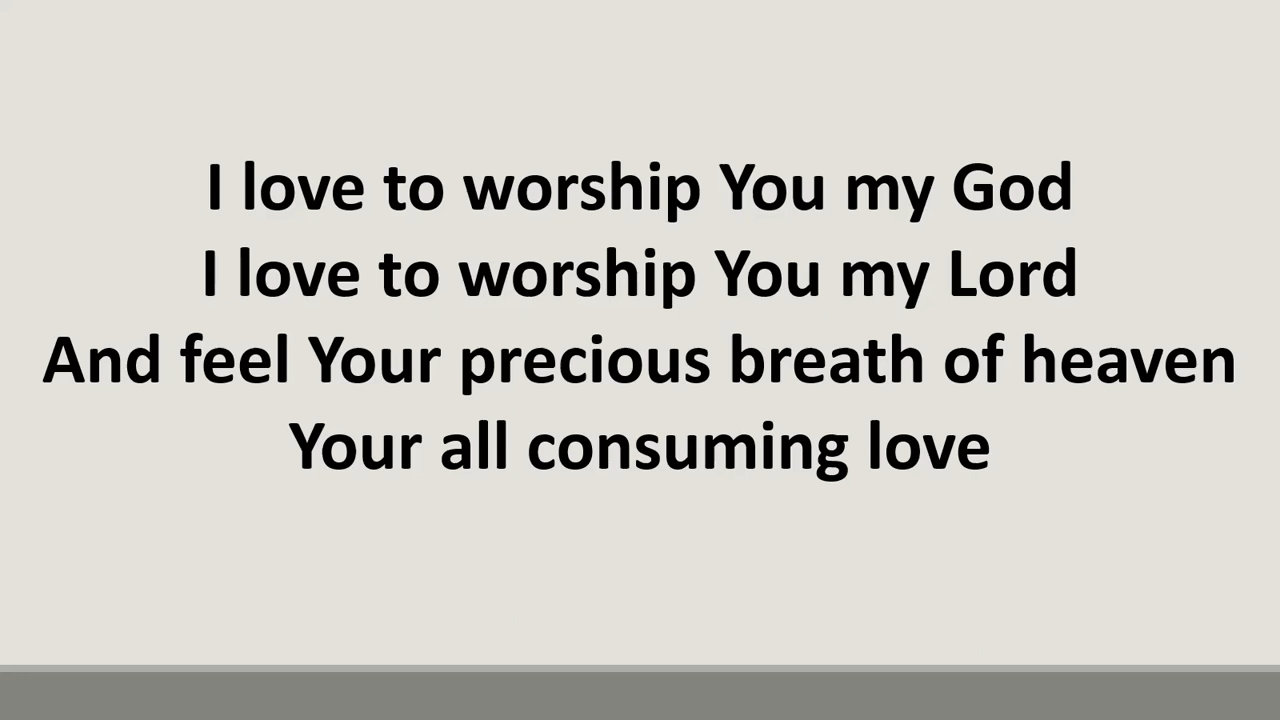 I love to worship You my God
I love to worship You my Lord
And feel Your precious breath of heaven
Your all consuming love